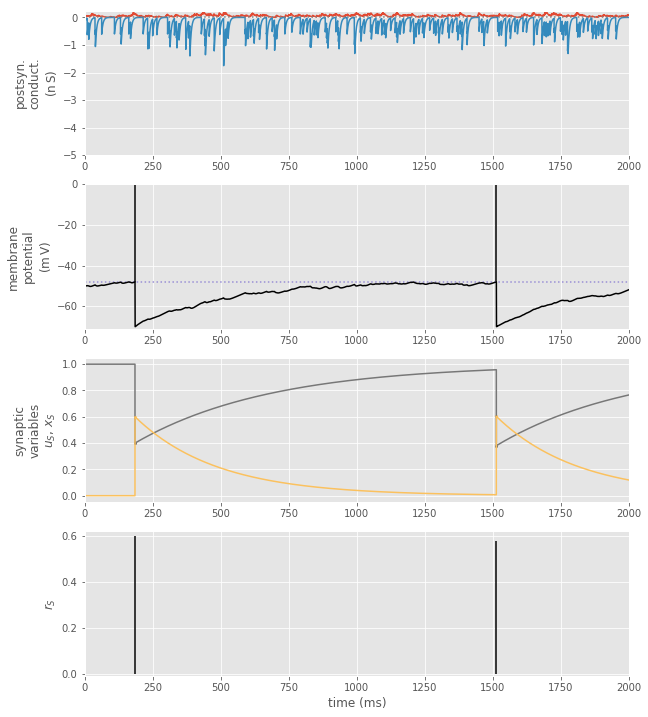 postsyn.
conduct.
(n S)
0
−1
−2
−3
−4
−5
0 250 500 750 1000 1250 1500 1750 2000
membrane
potential
(m V)
0
−20
−40
−60
0 250 500 750 1000 1250 1500 1750 2000
synaptic
variables
u_S, x_S
1.0
0.8
0.6
0.4
0.2
0.0
0 250 500 750 1000 1250 1500 1750 2000
r_S
0.6
0.4
0.2
0.0
0 250 500 750 1000 1250 1500 1750 2000
time (ms)